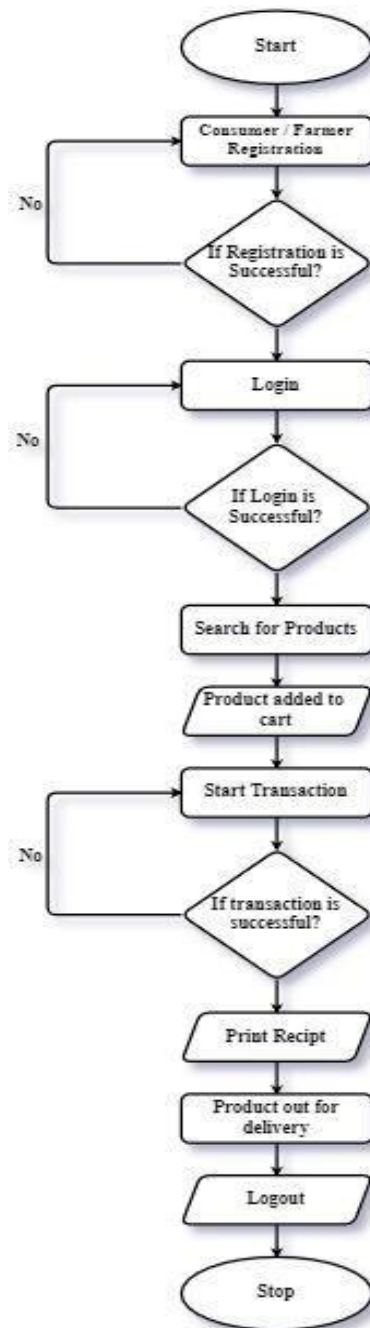 Start
Consumer / Farmer
Registration
No
If Registration is
Successful?
Login
No
If Login is
Successful?
Search for Products
Product added to
cart
Start Transaction
No
If transaction is
successful?
Print Recipt
Product out for
delivery
Logout
Stop